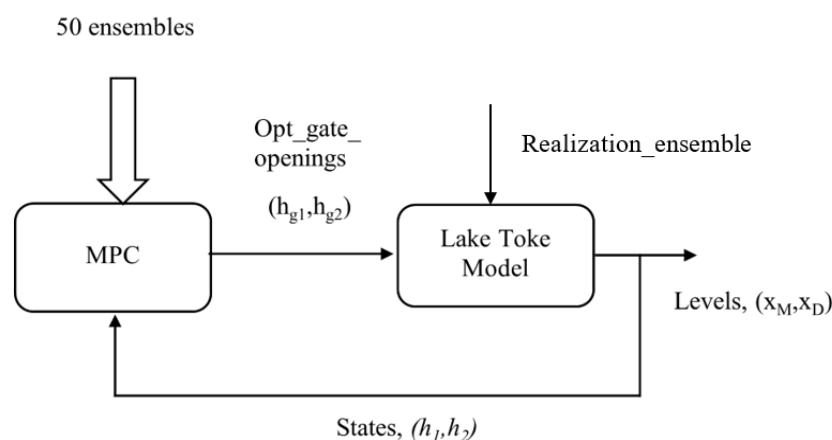 50 ensembles
Opt_gate_
openings
(hg1,hg2)
Realization_ensemble
MPC
Lake Toke
Model
Levels, (xM,xD)
States, (h1,h2)